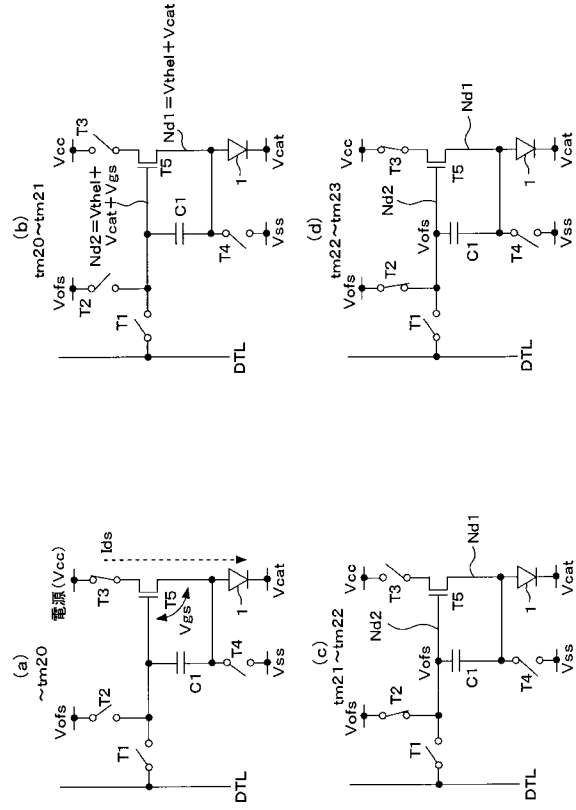 (a)
~tm20
電源(Vcc)
Vofs
T2
T3
Ids
T1
T5
Vgs
C1
T4
1
DTL
Vss
Vcat
(b)
tm20~tm21
Vofs
Nd2=Vthel+
Vcat+Vgs
Vcc
T3
T2
T1
T5
C1
Nd1=Vthel+Vcat
T4
1
DTL
Vss
Vcat
(c)
tm21~tm22
Vofs
T2
Vcc
T3
Nd2
Vofs
T1
T5
C1
Nd1
T4
1
DTL
Vss
Vcat
(d)
tm22~tm23
Vofs
T2
Vcc
T3
Nd2
Vofs
T1
T5
C1
Nd1
T4
1
DTL
Vss
Vcat